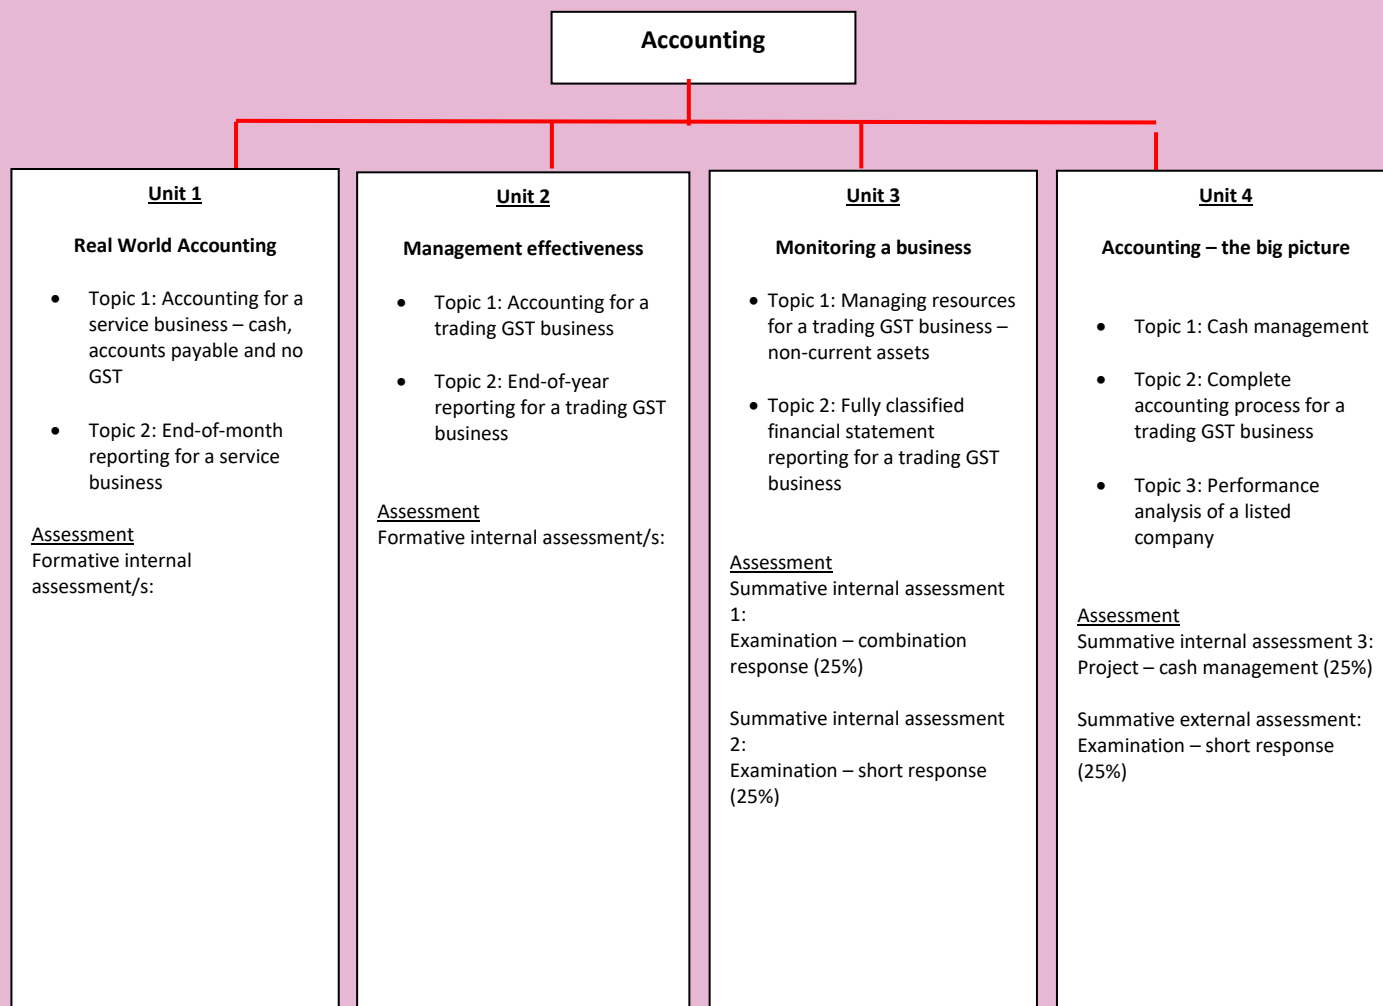 Accounting
Unit 1
Real World Accounting
• Topic 1: Accounting for a
service business – cash,
accounts payable and no
GST
• Topic 2: End-of-month
reporting for a service
business
Assessment
Formative internal
assessment/s:
Unit 2
Management effectiveness
• Topic 1: Accounting for a
trading GST business
• Topic 2: End-of-year
reporting for a trading GST
business
Assessment
Formative internal assessment/s:
Unit 3
Monitoring a business
• Topic 1: Managing resources
for a trading GST business –
non-current assets
• Topic 2: Fully classified
financial statement
reporting for a trading GST
business
Assessment
Summative internal assessment
1:
Examination – combination
response (25%)
Summative internal assessment
2:
Examination – short response
(25%)
Unit 4
Accounting – the big picture
• Topic 1: Cash management
• Topic 2: Complete
accounting process for a
trading GST business
• Topic 3: Performance
analysis of a listed
company
Assessment
Summative internal assessment 3:
Project – cash management (25%)
Summative external assessment:
Examination – short response
(25%)